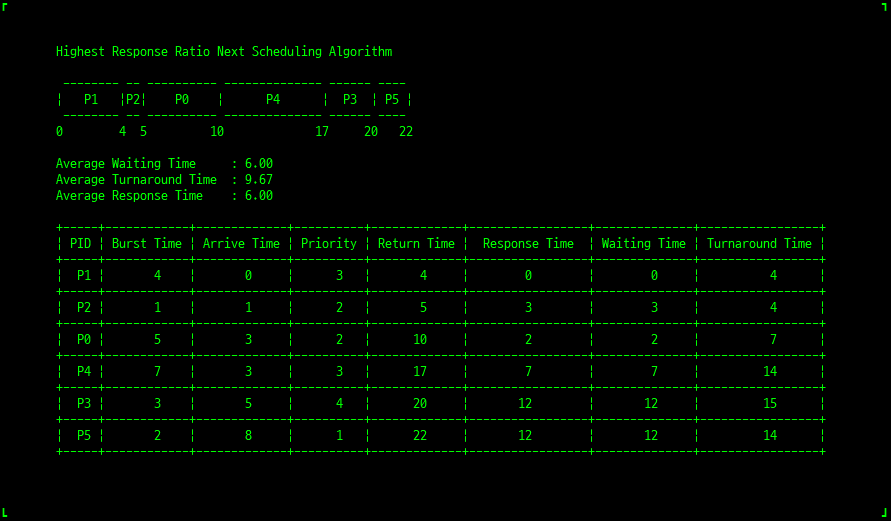 Highest Response Ratio Next Scheduling Algorithm
 -------- -- ---------- -------------- ------ ----
¦   P1   ¦P2¦    P0    ¦      P4      ¦  P3  ¦ P5 ¦
 -------- -- ---------- -------------- ------ ----
0        4  5         10             17     20   22
Average Waiting Time     : 6.00
Average Turnaround Time  : 9.67
Average Response Time    : 6.00
+-----+------------+-------------+----------+-------------+-----------------+--------------+-----------------+
¦ PID ¦ Burst Time ¦ Arrive Time ¦ Priority ¦ Return Time ¦  Response Time  ¦ Waiting Time ¦ Turnaround Time ¦
+-----+------------+-------------+----------+-------------+-----------------+--------------+-----------------+
¦  P1 ¦       4    ¦       0     ¦      3   ¦       4     ¦        0        ¦        0     ¦          4      ¦
+-----+------------+-------------+----------+-------------+-----------------+--------------+-----------------+
¦  P2 ¦       1    ¦       1     ¦      2   ¦       5     ¦        3        ¦        3     ¦          4      ¦
+-----+------------+-------------+----------+-------------+-----------------+--------------+-----------------+
¦  P0 ¦       5    ¦       3     ¦      2   ¦      10     ¦        2        ¦        2     ¦          7      ¦
+-----+------------+-------------+----------+-------------+-----------------+--------------+-----------------+
¦  P4 ¦       7    ¦       3     ¦      3   ¦      17     ¦        7        ¦        7     ¦         14      ¦
+-----+------------+-------------+----------+-------------+-----------------+--------------+-----------------+
¦  P3 ¦       3    ¦       5     ¦      4   ¦      20     ¦       12        ¦       12     ¦         15      ¦
+-----+------------+-------------+----------+-------------+-----------------+--------------+-----------------+
¦  P5 ¦       2    ¦       8     ¦      1   ¦      22     ¦       12        ¦       12     ¦         14      ¦
+-----+------------+-------------+----------+-------------+-----------------+--------------+-----------------+